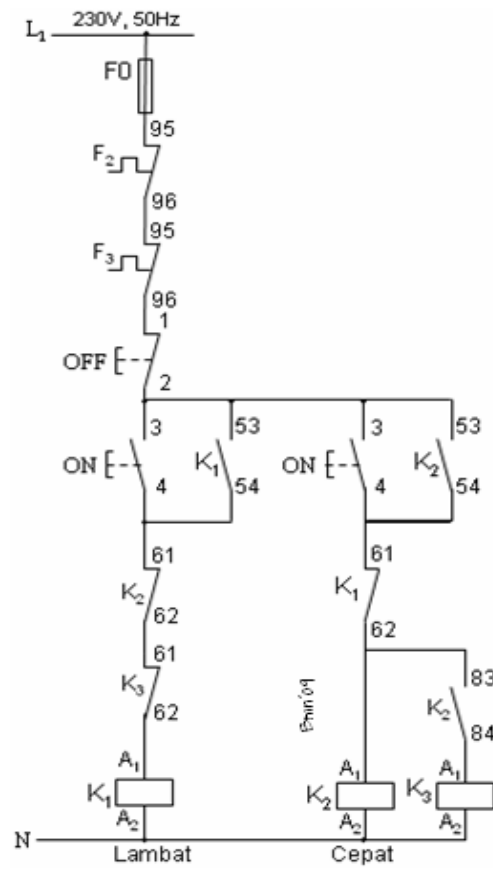 L₁ 230V, 50Hz
F0
95
F₂
96
95
F₃
96
1
OFF
2
3 53 3 53
ON K₁ ON K₂
4 54 4 54
61 61
K₂ K₁
62 62
61
K₃
62
83
K₂
84
Enin'09
A₁ A₁ A₁
K₁ K₂ K₃
A₂ A₂ A₂
N
Lambat Cepat